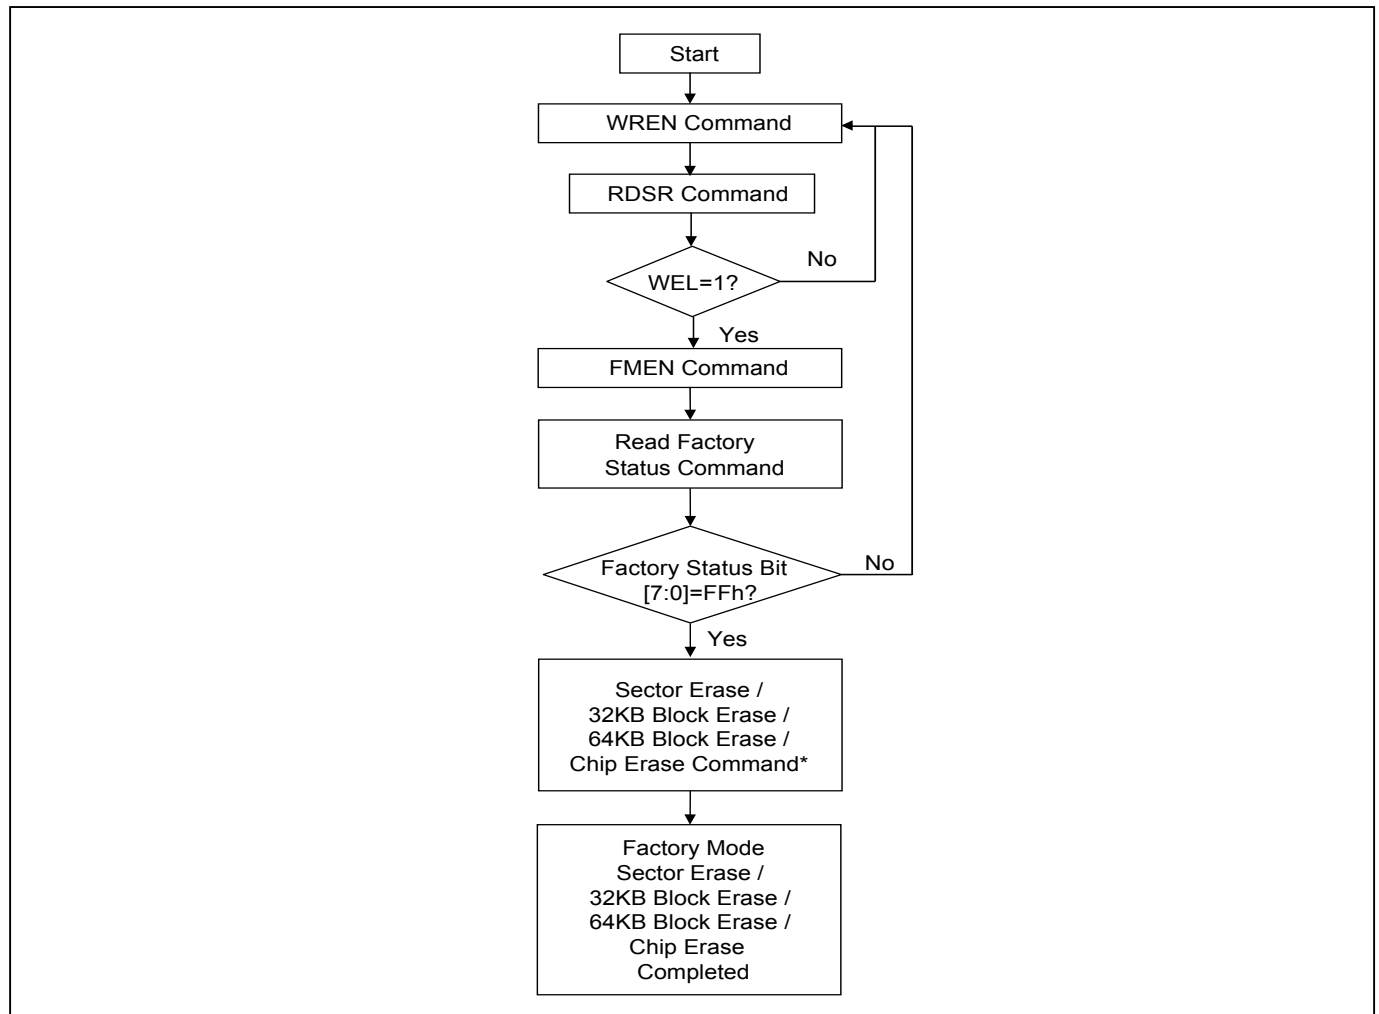 Start
WREN Command
RDSR Command
No
WEL=1?
Yes
FMEN Command
Read Factory
Status Command
No
Factory Status Bit
[7:0]=FFh?
Yes
Sector Erase /
32KB Block Erase /
64KB Block Erase /
Chip Erase Command*
Factory Mode
Sector Erase /
32KB Block Erase /
64KB Block Erase /
Chip Erase
Completed